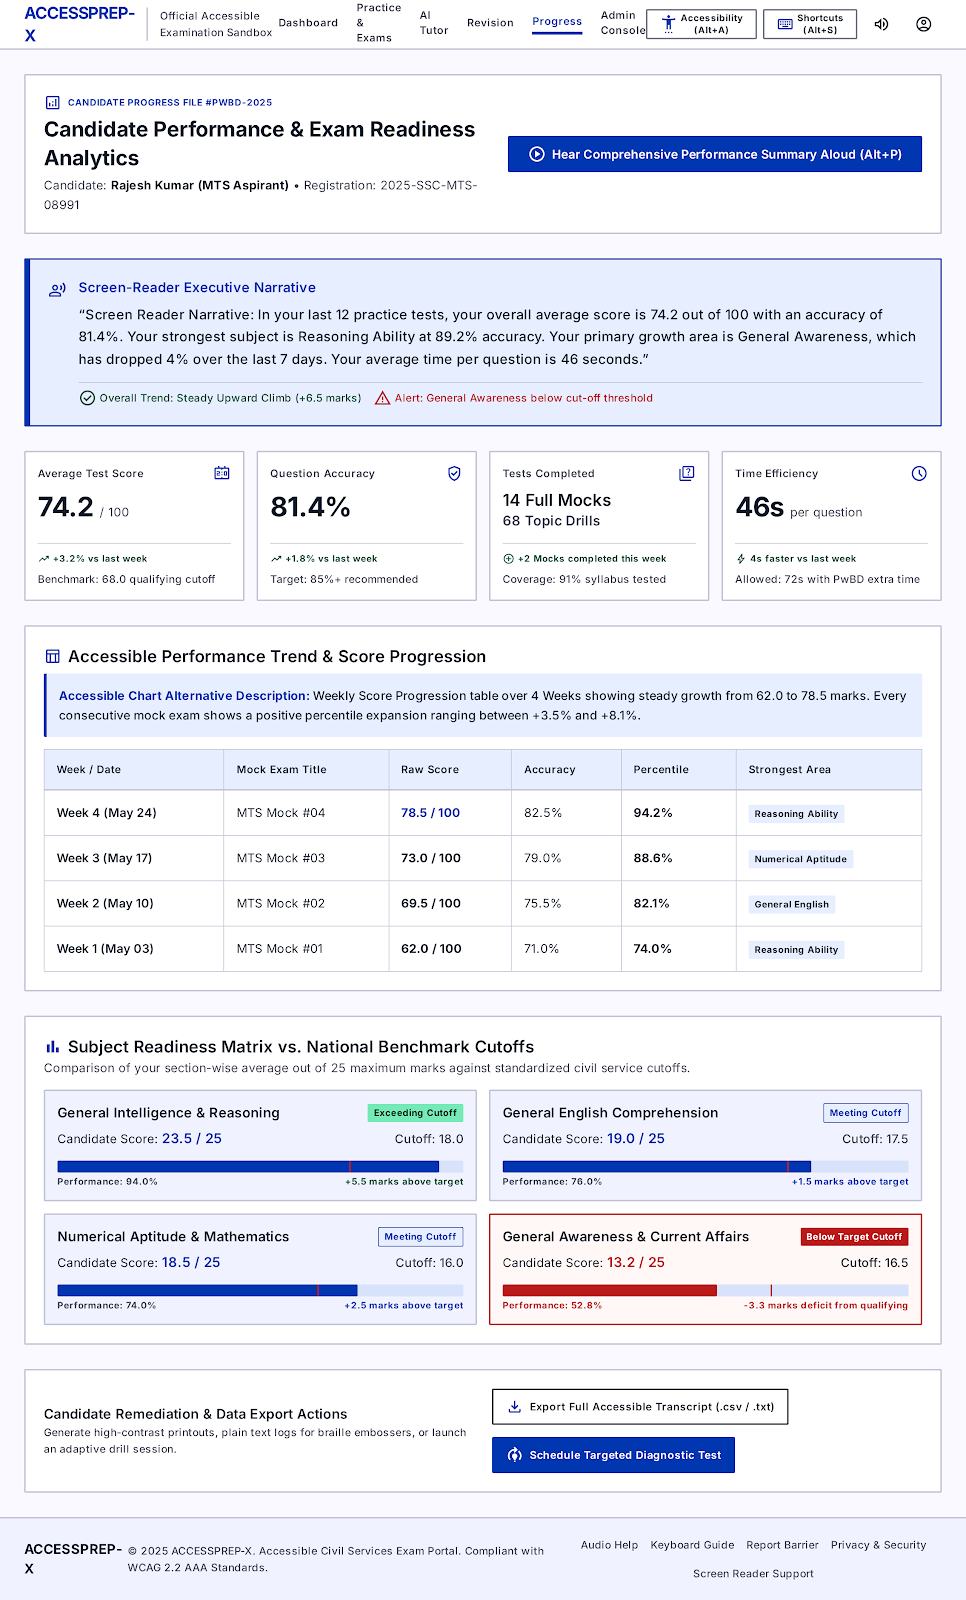 ACCESSPREP-
X
Official Accessible
Examination Sandbox
Dashboard
Practice
&
Exams
AI
Tutor
Revision
Progress
Admin
Console
Accessibility
(Alt+A)
Shortcuts
(Alt+S)
CANDIDATE PROGRESS FILE #PWBD-2025
Candidate Performance & Exam Readiness
Analytics
Candidate: Rajesh Kumar (MTS Aspirant) • Registration: 2025-SSC-MTS-
08991
Hear Comprehensive Performance Summary Aloud (Alt+P)
Screen-Reader Executive Narrative
“Screen Reader Narrative: In your last 12 practice tests, your overall average score is 74.2 out of 100 with an accuracy of
81.4%. Your strongest subject is Reasoning Ability at 89.2% accuracy. Your primary growth area is General Awareness, which
has dropped 4% over the last 7 days. Your average time per question is 46 seconds.”
Overall Trend: Steady Upward Climb (+6.5 marks)
Alert: General Awareness below cut-off threshold
Average Test Score
74.2 / 100
+3.2% vs last week
Benchmark: 68.0 qualifying cutoff
Question Accuracy
81.4%
+1.8% vs last week
Target: 85%+ recommended
Tests Completed
14 Full Mocks
68 Topic Drills
+2 Mocks completed this week
Coverage: 91% syllabus tested
Time Efficiency
46s per question
4s faster vs last week
Allowed: 72s with PwBD extra time
Accessible Performance Trend & Score Progression
Accessible Chart Alternative Description: Weekly Score Progression table over 4 Weeks showing steady growth from 62.0 to 78.5 marks. Every
consecutive mock exam shows a positive percentile expansion ranging between +3.5% and +8.1%.
Week / Date Mock Exam Title Raw Score Accuracy Percentile Strongest Area
Week 4 (May 24) MTS Mock #04 78.5 / 100 82.5% 94.2% Reasoning Ability
Week 3 (May 17) MTS Mock #03 73.0 / 100 79.0% 88.6% Numerical Aptitude
Week 2 (May 10) MTS Mock #02 69.5 / 100 75.5% 82.1% General English
Week 1 (May 03) MTS Mock #01 62.0 / 100 71.0% 74.0% Reasoning Ability
Subject Readiness Matrix vs. National Benchmark Cutoffs
Comparison of your section-wise average out of 25 maximum marks against standardized civil service cutoffs.
General Intelligence & Reasoning Exceeding Cutoff
Candidate Score: 23.5 / 25 Cutoff: 18.0
Performance: 94.0% +5.5 marks above target
General English Comprehension Meeting Cutoff
Candidate Score: 19.0 / 25 Cutoff: 17.5
Performance: 76.0% +1.5 marks above target
Numerical Aptitude & Mathematics Meeting Cutoff
Candidate Score: 18.5 / 25 Cutoff: 16.0
Performance: 74.0% +2.5 marks above target
General Awareness & Current Affairs Below Target Cutoff
Candidate Score: 13.2 / 25 Cutoff: 16.5
Performance: 52.8% -3.3 marks deficit from qualifying
Candidate Remediation & Data Export Actions
Generate high-contrast printouts, plain text logs for braille embossers, or launch
an adaptive drill session.
Export Full Accessible Transcript (.csv / .txt)
Schedule Targeted Diagnostic Test
ACCESSPREP-
X
© 2025 ACCESSPREP-X. Accessible Civil Services Exam Portal. Compliant with
WCAG 2.2 AAA Standards.
Audio Help Keyboard Guide Report Barrier Privacy & Security
Screen Reader Support